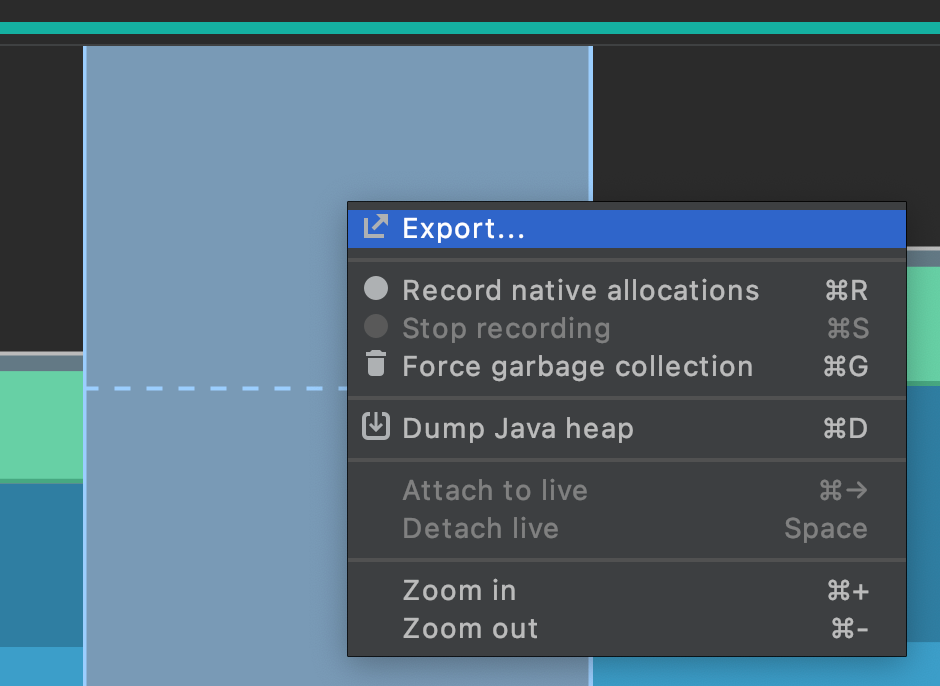 Export...
Record native allocations ⌘R
Stop recording ⌘S
Force garbage collection ⌘G
Dump Java heap ⌘D
Attach to live ⌘→
Detach live Space
Zoom in ⌘+
Zoom out ⌘-